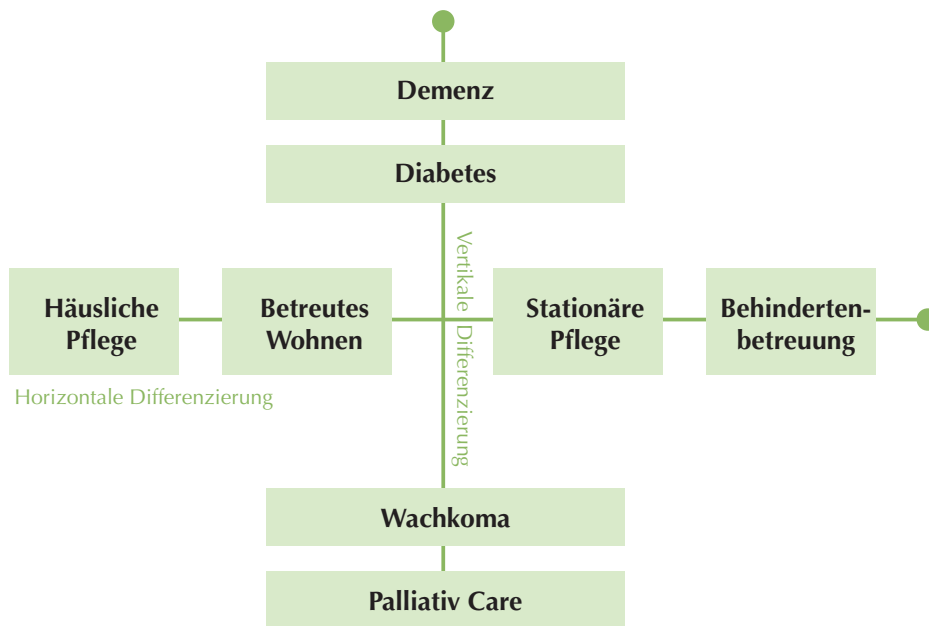 Demenz
Diabetes
Vertikale Differenzierung
Häusliche
Pflege
Betreutes
Wohnen
Stationäre
Pflege
Behinderten-
betreuung
Horizontale Differenzierung
Wachkoma
Palliativ Care